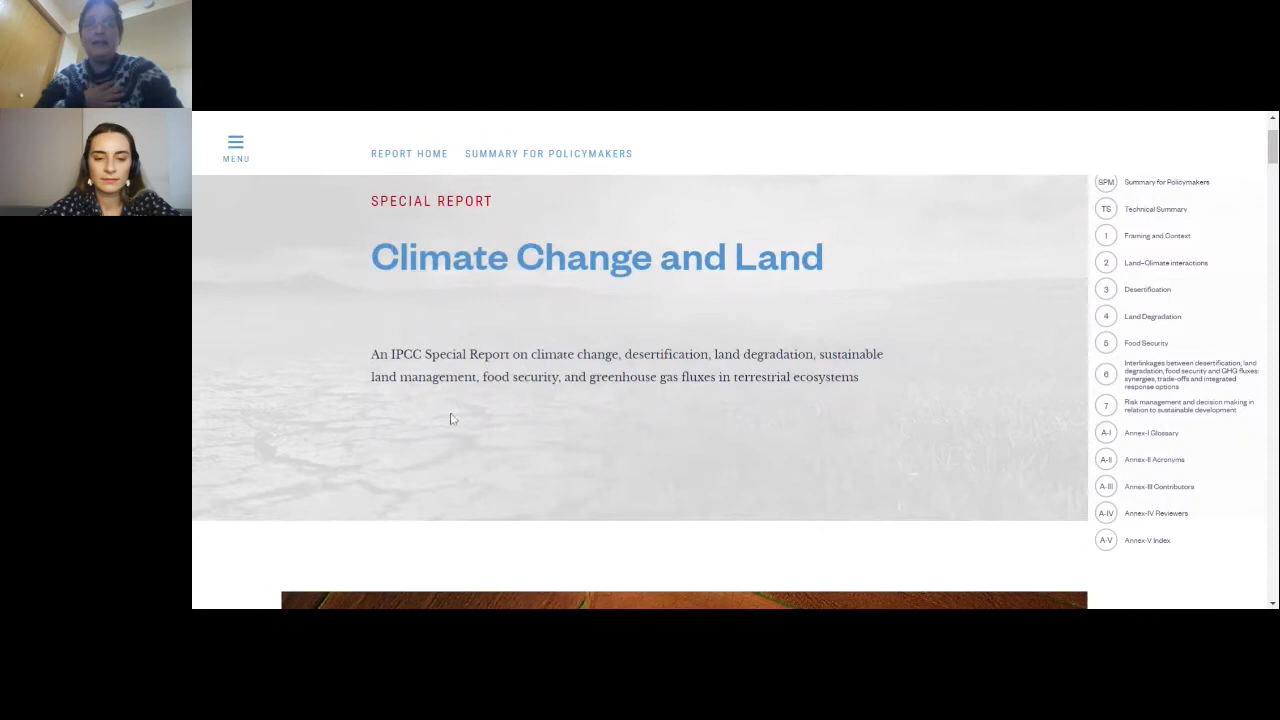 MENU
REPORT HOME SUMMARY FOR POLICYMAKERS
SPECIAL REPORT
Climate Change and Land
An IPCC Special Report on climate change, desertification, land degradation, sustainable
land management, food security, and greenhouse gas fluxes in terrestrial ecosystems
SPM Summary for Policymakers
TS Technical Summary
1 Framing and Context
2 Land–Climate interactions
3 Desertification
4 Land Degradation
5 Food Security
6 Interlinkages between desertification, land
degradation, food security and GHG fluxes:
synergies, trade-offs and integrated
response options
7 Risk management and decision making in
relation to sustainable development
A-I Annex-I Glossary
A-II Annex-II Acronyms
A-III Annex-III Contributors
A-IV Annex-IV Reviewers
A-V Annex-V Index